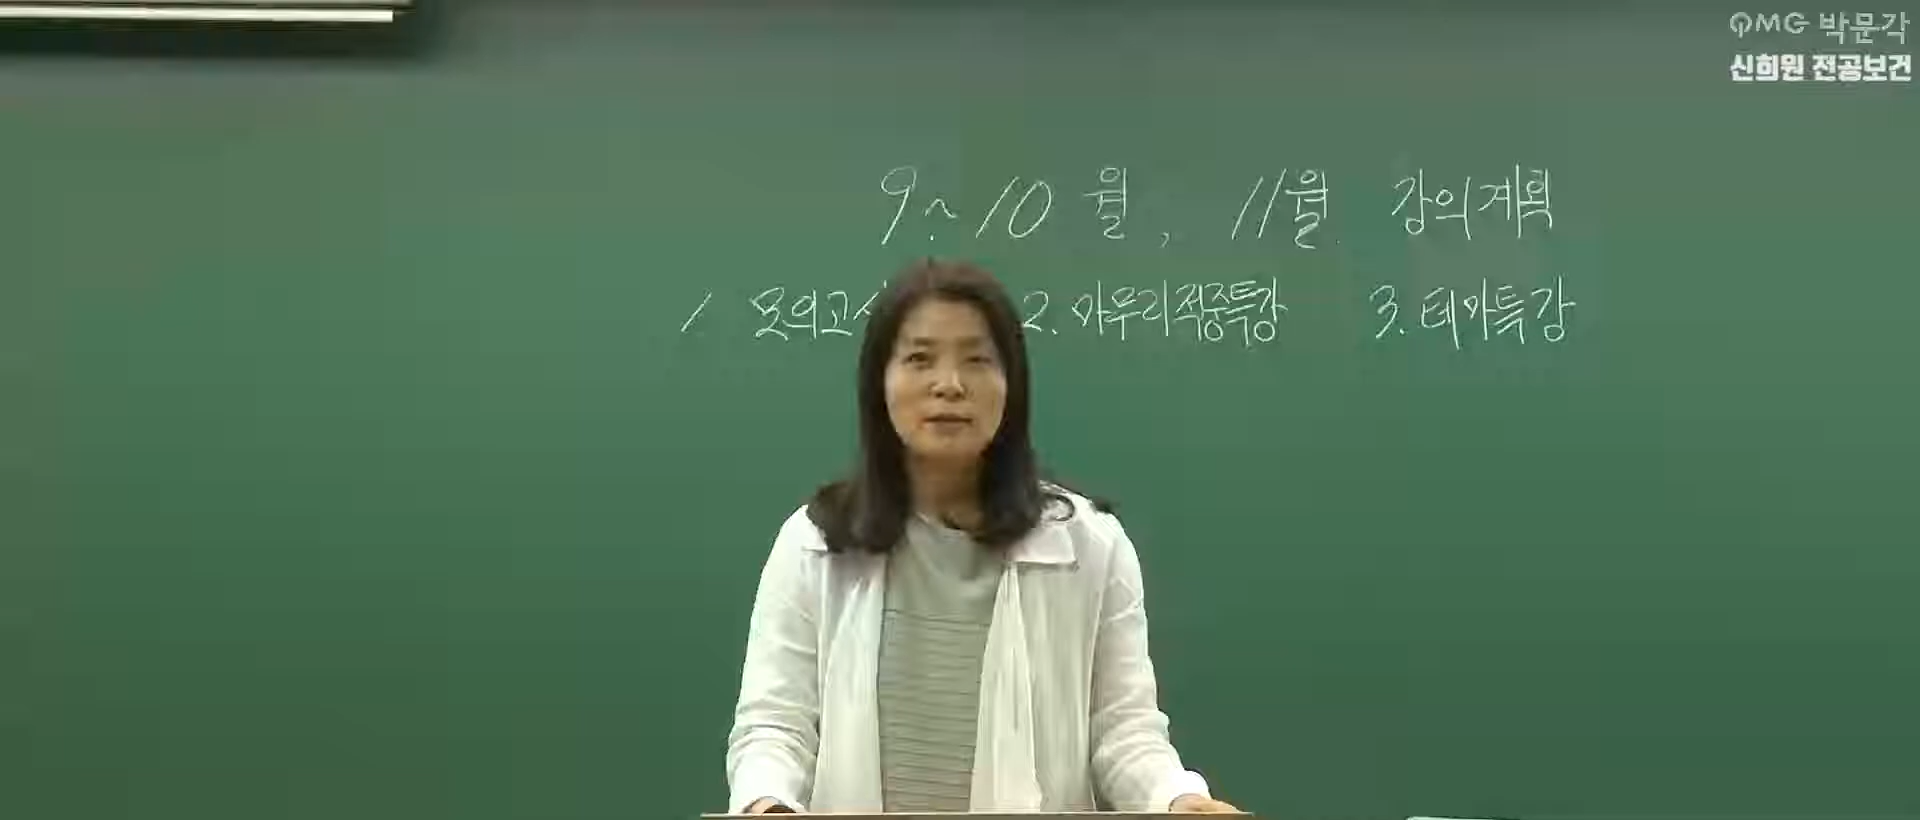 PMG 박문각
신희원 전공보건
9~10월, 11월 강의계획
1. 모의고사 2. 마무리적중특강 3. 테마특강